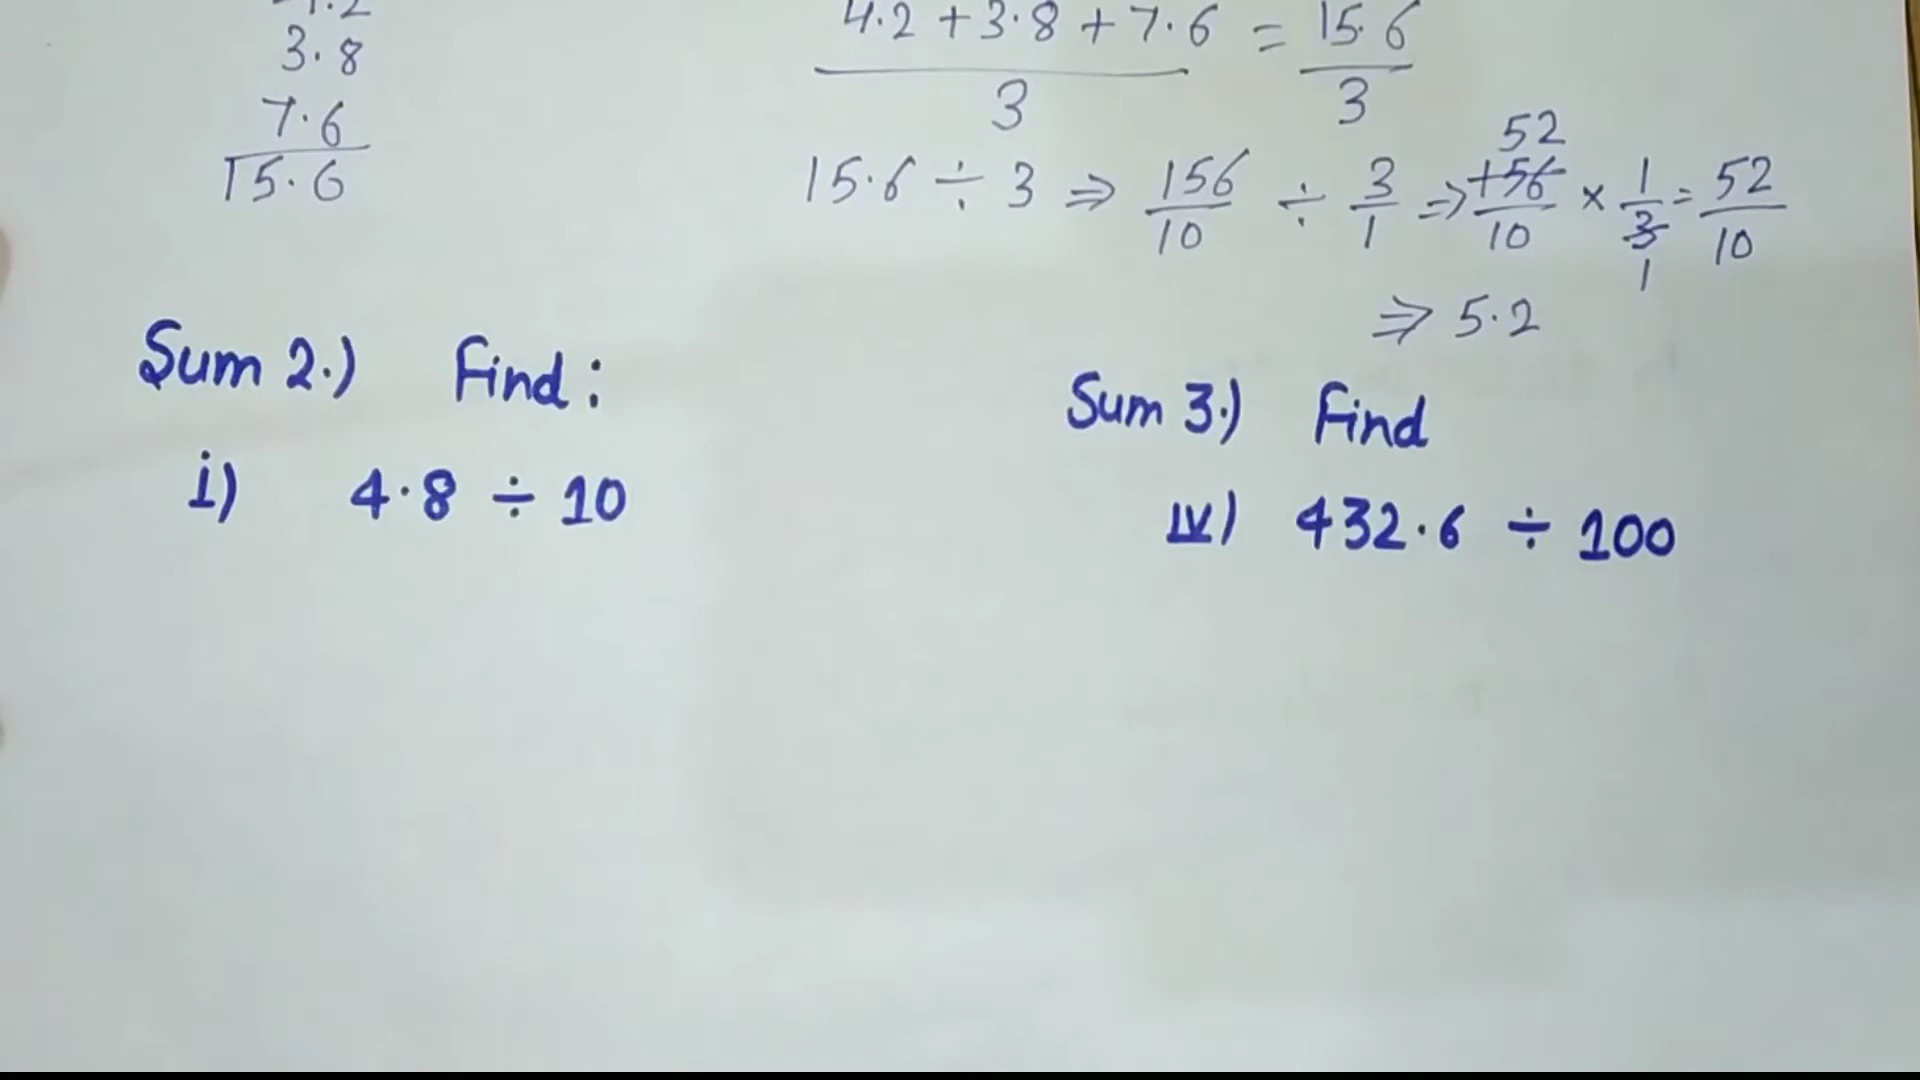 4.2
3.8
7.6
15.6
4.2 + 3.8 + 7.6 = 15.6
3 3
15.6 ÷ 3 ⇒ 156/10 ÷ 3/1 ⇒ 156/10 × 1/3 = 52/10
52
1
⇒ 5.2
Sum 2.) Find :
i) 4.8 ÷ 10
Sum 3.) Find
iv) 432.6 ÷ 100